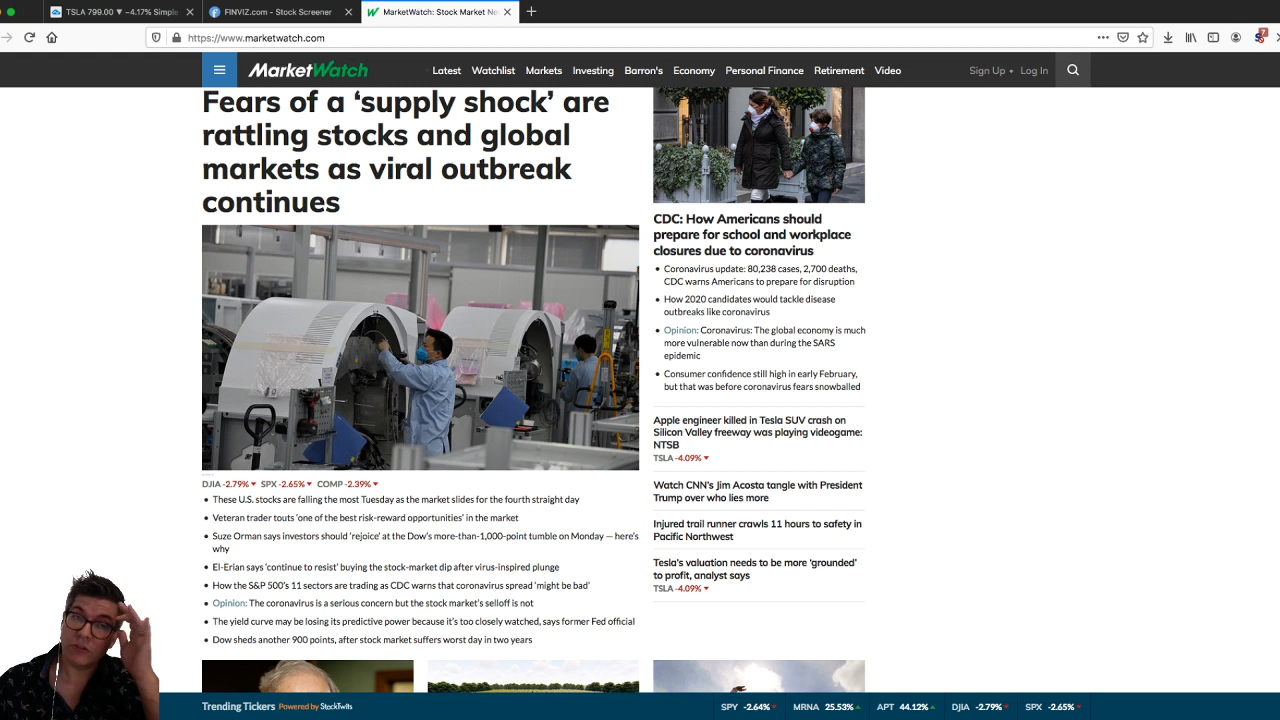 TSLA 799.00 ▼ −4.17% Simple
FINVIZ.com - Stock Screener
MarketWatch: Stock Market Ne
https://www.marketwatch.com
MarketWatch
Latest Watchlist Markets Investing Barron's Economy Personal Finance Retirement Video
Sign Up • Log In
Fears of a ‘supply shock’ are
rattling stocks and global
markets as viral outbreak
continues
DJIA -2.79% ▼ SPX -2.65% ▼ COMP -2.39% ▼
• These U.S. stocks are falling the most Tuesday as the market slides for the fourth straight day
• Veteran trader touts ‘one of the best risk-reward opportunities’ in the market
• Suze Orman says investors should ‘rejoice’ at the Dow’s more-than-1,000-point tumble on Monday — here’s
why
• El-Erian says ‘continue to resist’ buying the stock-market dip after virus-inspired plunge
• How the S&P 500’s 11 sectors are trading as CDC warns that coronavirus spread ‘might be bad’
• Opinion: The coronavirus is a serious concern but the stock market’s selloff is not
• The yield curve may be losing its predictive power because it’s too closely watched, says former Fed official
• Dow sheds another 900 points, after stock market suffers worst day in two years
CDC: How Americans should
prepare for school and workplace
closures due to coronavirus
• Coronavirus update: 80,238 cases, 2,700 deaths,
CDC warns Americans to prepare for disruption
• How 2020 candidates would tackle disease
outbreaks like coronavirus
• Opinion: Coronavirus: The global economy is much
more vulnerable now than during the SARS
epidemic
• Consumer confidence still high in early February,
but that was before coronavirus fears snowballed
Apple engineer killed in Tesla SUV crash on
Silicon Valley freeway was playing videogame:
NTSB
TSLA -4.09% ▼
Watch CNN’s Jim Acosta tangle with President
Trump over who lies more
Injured trail runner crawls 11 hours to safety in
Pacific Northwest
Tesla’s valuation needs to be more ‘grounded’
to profit, analyst says
TSLA -4.09% ▼
Trending Tickers Powered by StockTwits
SPY -2.64% ▼ MRNA 25.53% ▲ APT 44.12% ▲ DJIA -2.79% ▼ SPX -2.65% ▼